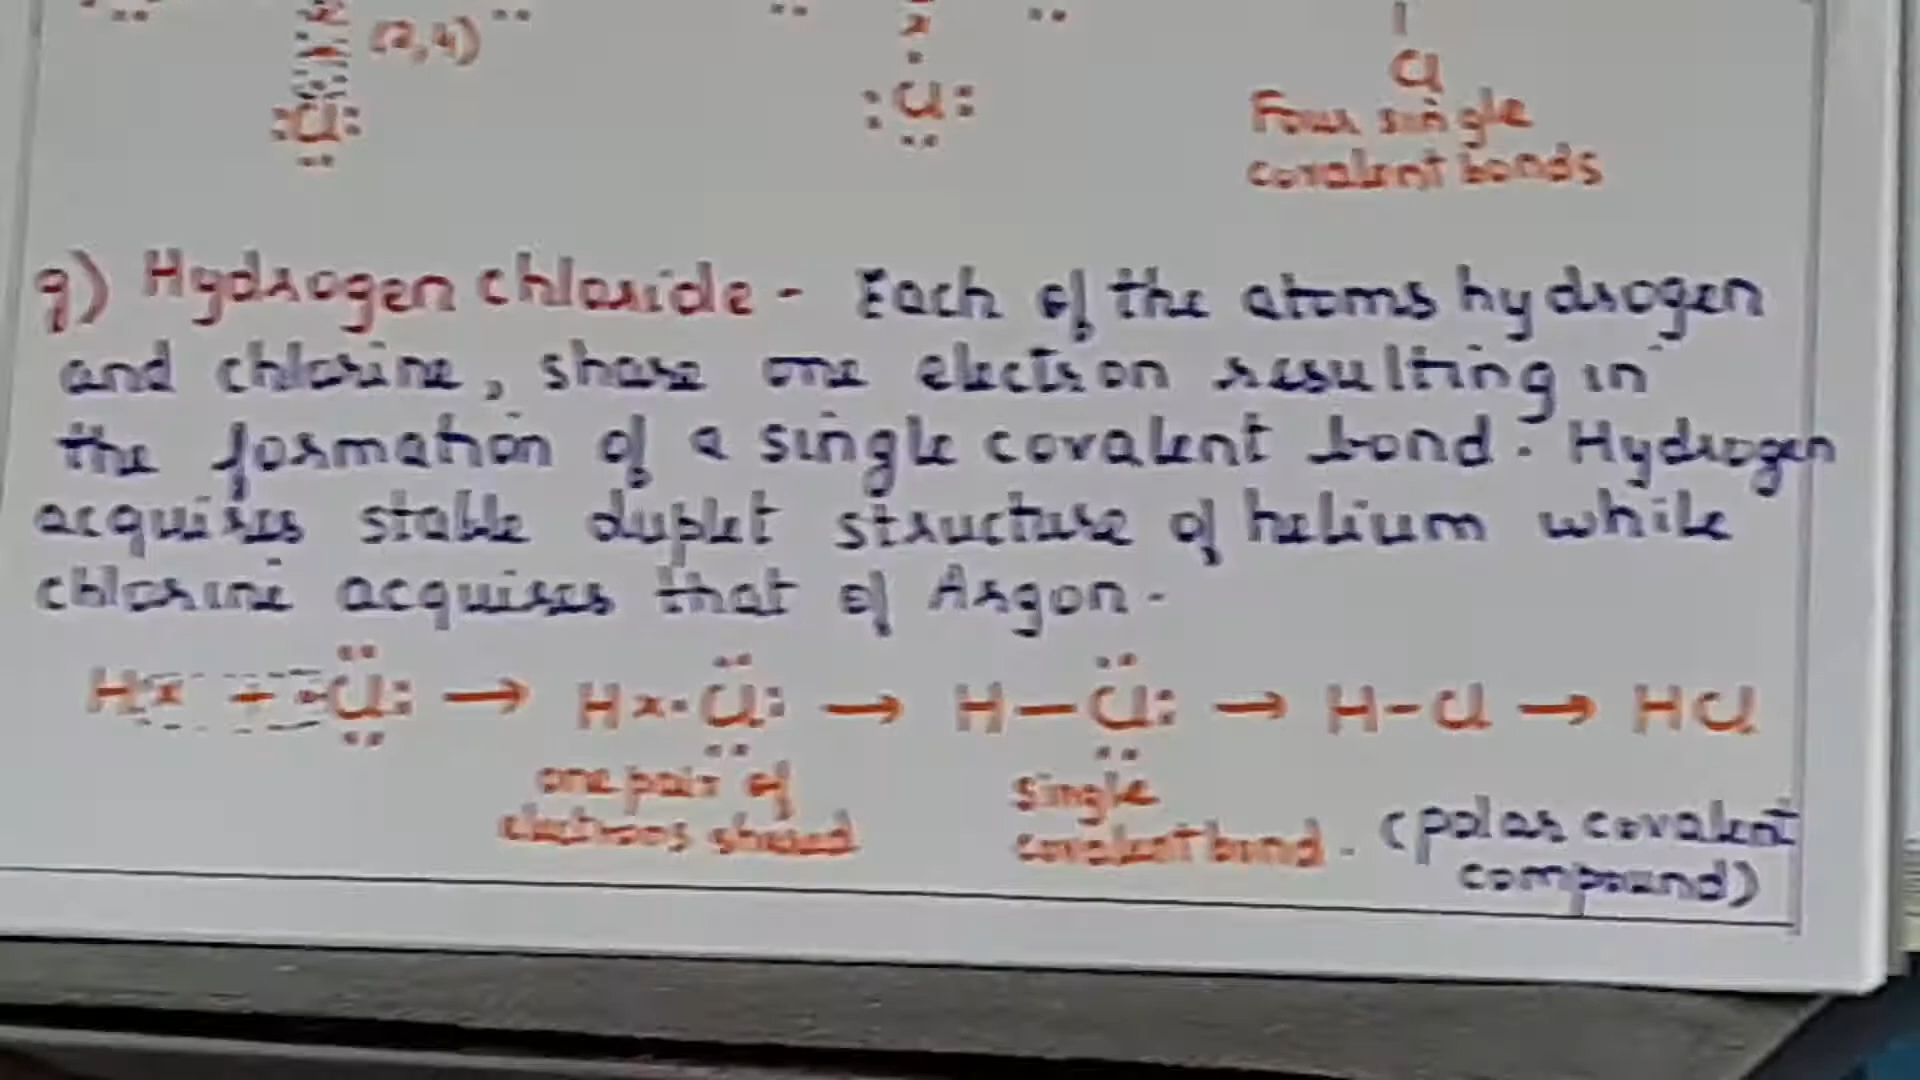 (2,4)
:Cl:
:Cl:
Cl
Four single
covalent bonds
g) Hydrogen chloride - Each of the atoms hydrogen
and chlorine, share one electron resulting in
the formation of a single covalent bond. Hydrogen
acquires stable duplet structure of helium while
chlorine acquires that of Argon.
Hx + ·Cl: → Hx·Cl: → H–Cl: → H–Cl → HCl
one pair of
electrons shared
single
covalent bond.
(polar covalent
compound)